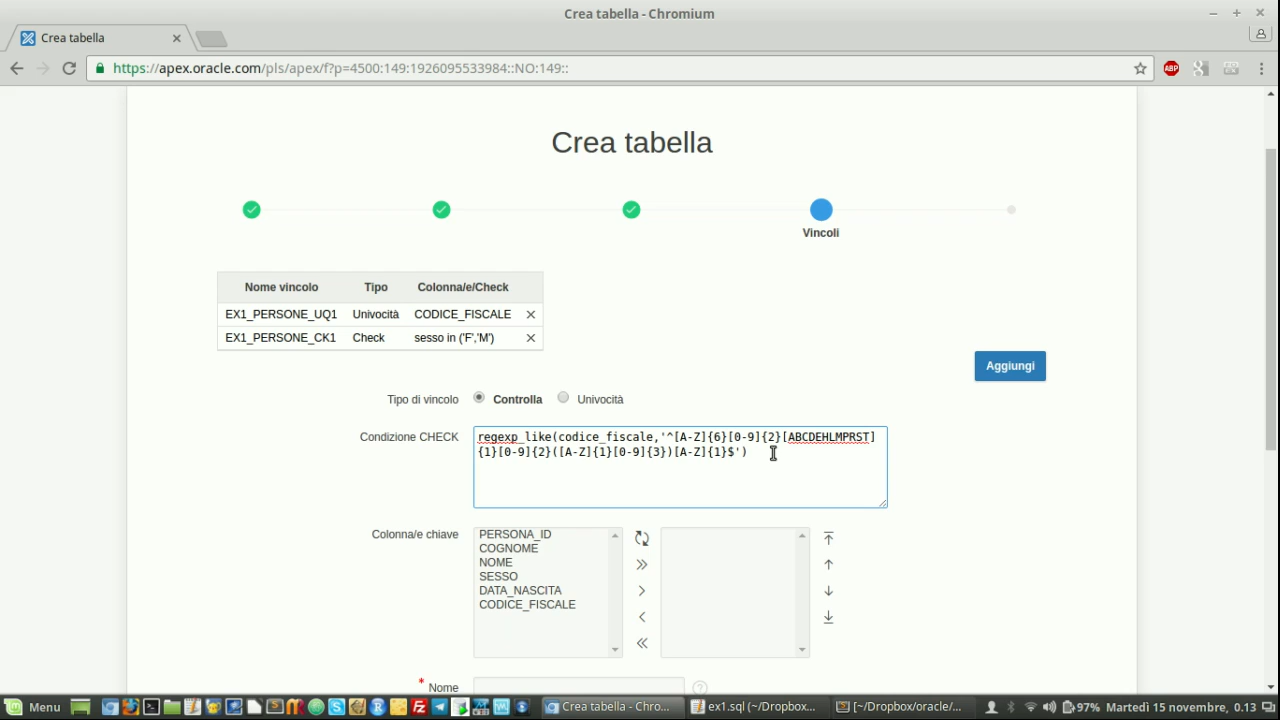 Crea tabella - Chromium
Crea tabella
https://apex.oracle.com/pls/apex/f?p=4500:149:1926095533984::NO:149::
ABP
Crea tabella
Vincoli
Nome vincolo Tipo Colonna/e/Check
EX1_PERSONE_UQ1 Univocità CODICE_FISCALE
EX1_PERSONE_CK1 Check sesso in ('F','M')
Aggiungi
Tipo di vincolo Controlla Univocità
Condizione CHECK regexp_like(codice_fiscale,'^[A-Z]{6}[0-9]{2}[ABCDEHLMPRST]
{1}[0-9]{2}([A-Z]{1}[0-9]{3})[A-Z]{1}$')
Colonna/e chiave PERSONA_ID
COGNOME
NOME
SESSO
DATA_NASCITA
CODICE_FISCALE
* Nome
Menu Crea tabella - Chro... ex1.sql (~/Dropbox... [~/Dropbox/oracle/... 97% Martedì 15 novembre, 0.13